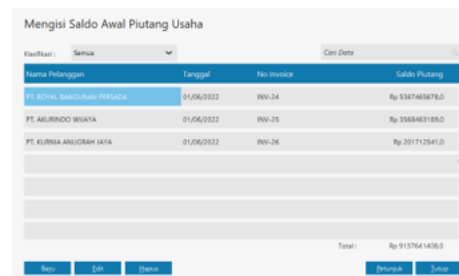 Mengisi Saldo Awal Piutang Usaha
Klasifikasi : Semua Cari Data
Nama Pelanggan Tanggal No Invoice Saldo Piutang
PT. ROYAL BANGUNAN PERSADA 01/06/2022 INV-24 Rp 5367465678.0
PT. AKURINDO WIJAYA 01/06/2022 INV-25 Rp 3568463189.0
PT. KURNIA ANUGRAH JAYA 01/06/2022 INV-26 Rp 201712541.0
Total : Rp 9137641408.0
Baru Edit Hapus Petunjuk Tutup